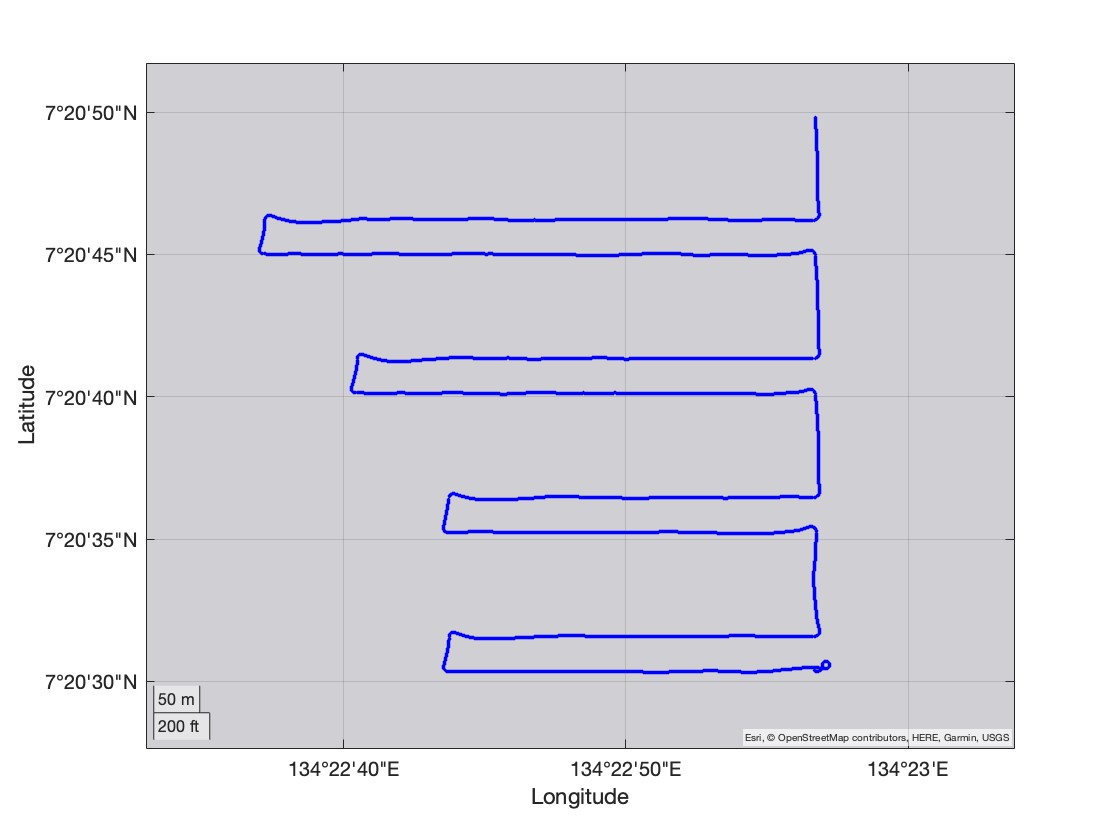 7°20'50"N
7°20'45"N
7°20'40"N
7°20'35"N
7°20'30"N
Latitude
50 m
200 ft
Esri, © OpenStreetMap contributors, HERE, Garmin, USGS
134°22'40"E
134°22'50"E
134°23'E
Longitude